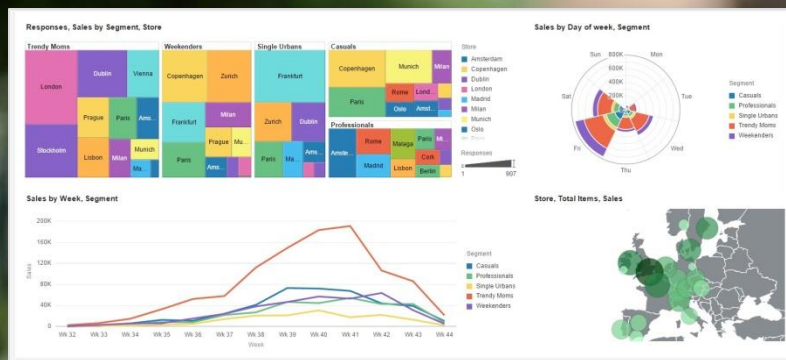 Responses, Sales by Segment, Store
Trendy Moms
London
Stockholm
Dublin
Vienna
Prague
Paris
Ams...
Lisbon
Milan
Munich
Ma...
Weekenders
Copenhagen
Zurich
Frankfurt
Milan
Prague
Mu...
Paris
Ams...
Single Urbans
Frankfurt
Zurich
Dublin
Paris
Ma...
Ams...
Casuals
Copenhagen
Munich
Milan
Paris
Rome
Lond...
Oslo
Amst...
Professionals
Amste...
Rome
Malaga
Paris
Mi...
Madrid
Lisbon
Cork
Berlin
Store
Amsterdam
Copenhagen
Dublin
London
Madrid
Milan
Munich
Oslo
Responses
1
907
Sales by Day of week, Segment
Sun
Mon
Tue
Wed
Thu
Fri
Sat
800K
600K
400K
200K
Segment
Casuals
Professionals
Single Urbans
Trendy Moms
Weekenders
Sales by Week, Segment
Sales
200K
160K
120K
80K
40K
0
Wk 32
Wk 33
Wk 34
Wk 35
Wk 36
Wk 37
Wk 38
Wk 39
Wk 40
Wk 41
Wk 42
Wk 43
Wk 44
Week
Segment
Casuals
Professionals
Single Urbans
Trendy Moms
Weekenders
Store, Total Items, Sales